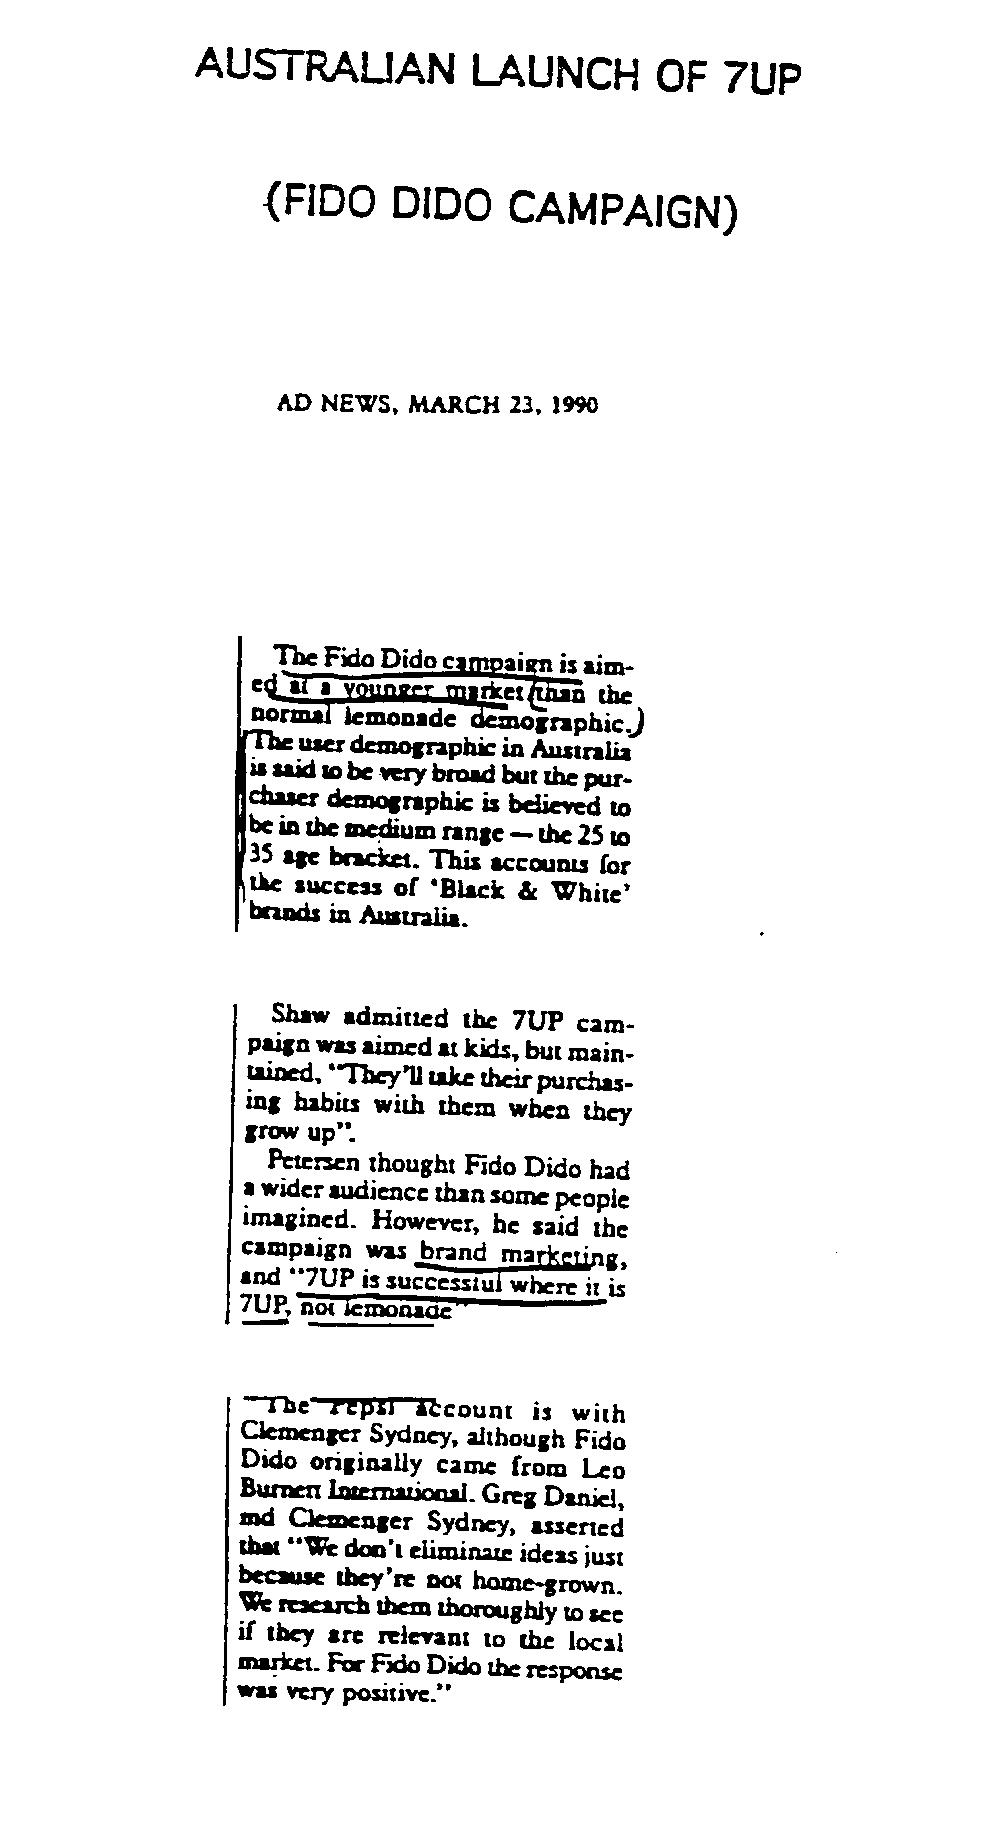 AUSTRALIAN LAUNCH OF 7UP
(FIDO DIDO CAMPAIGN)
AD NEWS, MARCH 23, 1990
The Fido Dido campaign is aim-
ed at a younger market (than the
normal lemonade demographic.)
The user demographic in Australia
is said to be very broad but the pur-
chaser demographic is believed to
be in the medium range — the 25 to
35 age bracket. This accounts for
the success of ‘Black & White’
brands in Australia.
Shaw admitted the 7UP cam-
paign was aimed at kids, but main-
tained, “They’ll take their purchas-
ing habits with them when they
grow up”.
Petersen thought Fido Dido had
a wider audience than some people
imagined. However, he said the
campaign was brand marketing,
and “7UP is successful where it is
7UP, not lemonade”
The Pepsi account is with
Clemenger Sydney, although Fido
Dido originally came from Leo
Burnett International. Greg Daniel,
md Clemenger Sydney, asserted
that “We don’t eliminate ideas just
because they’re not home-grown.
We research them thoroughly to see
if they are relevant to the local
market. For Fido Dido the response
was very positive.”